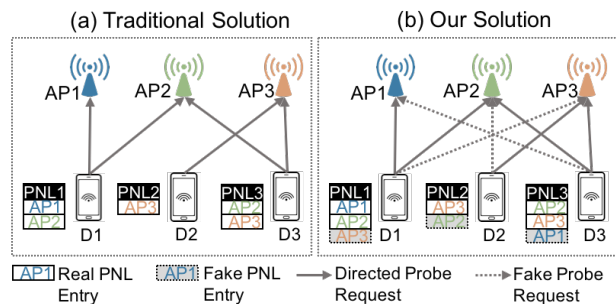 (a) Traditional Solution
(b) Our Solution
AP1 AP2 AP3
AP1 AP2 AP3
PNL1
AP1
AP2
D1
PNL2
AP3
D2
PNL3
AP2
AP3
D3
PNL1
AP1
AP2
AP3
D1
PNL2
AP3
AP2
D2
PNL3
AP2
AP3
AP1
D3
AP1 Real PNL
Entry
AP1 Fake PNL
Entry
Directed Probe
Request
Fake Probe
Request